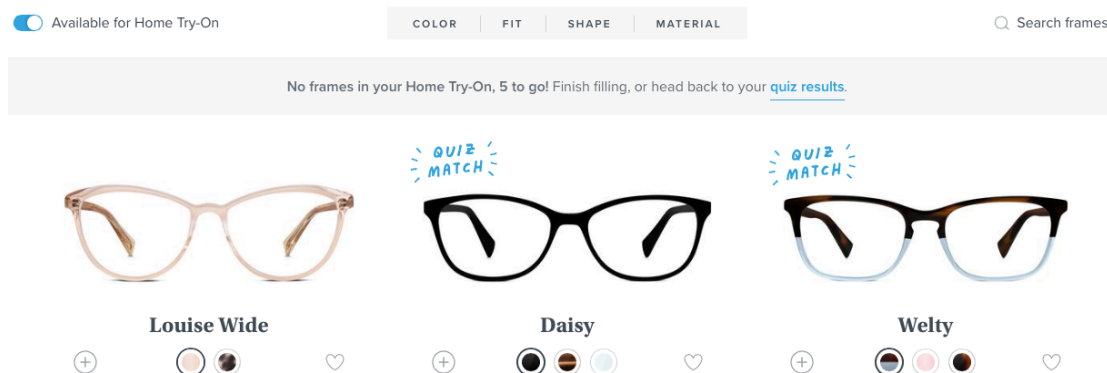 Available for Home Try-On
COLOR FIT SHAPE MATERIAL
Search frames
No frames in your Home Try-On, 5 to go! Finish filling, or head back to your quiz results.
QUIZ
MATCH
QUIZ
MATCH
Louise Wide
Daisy
Welty